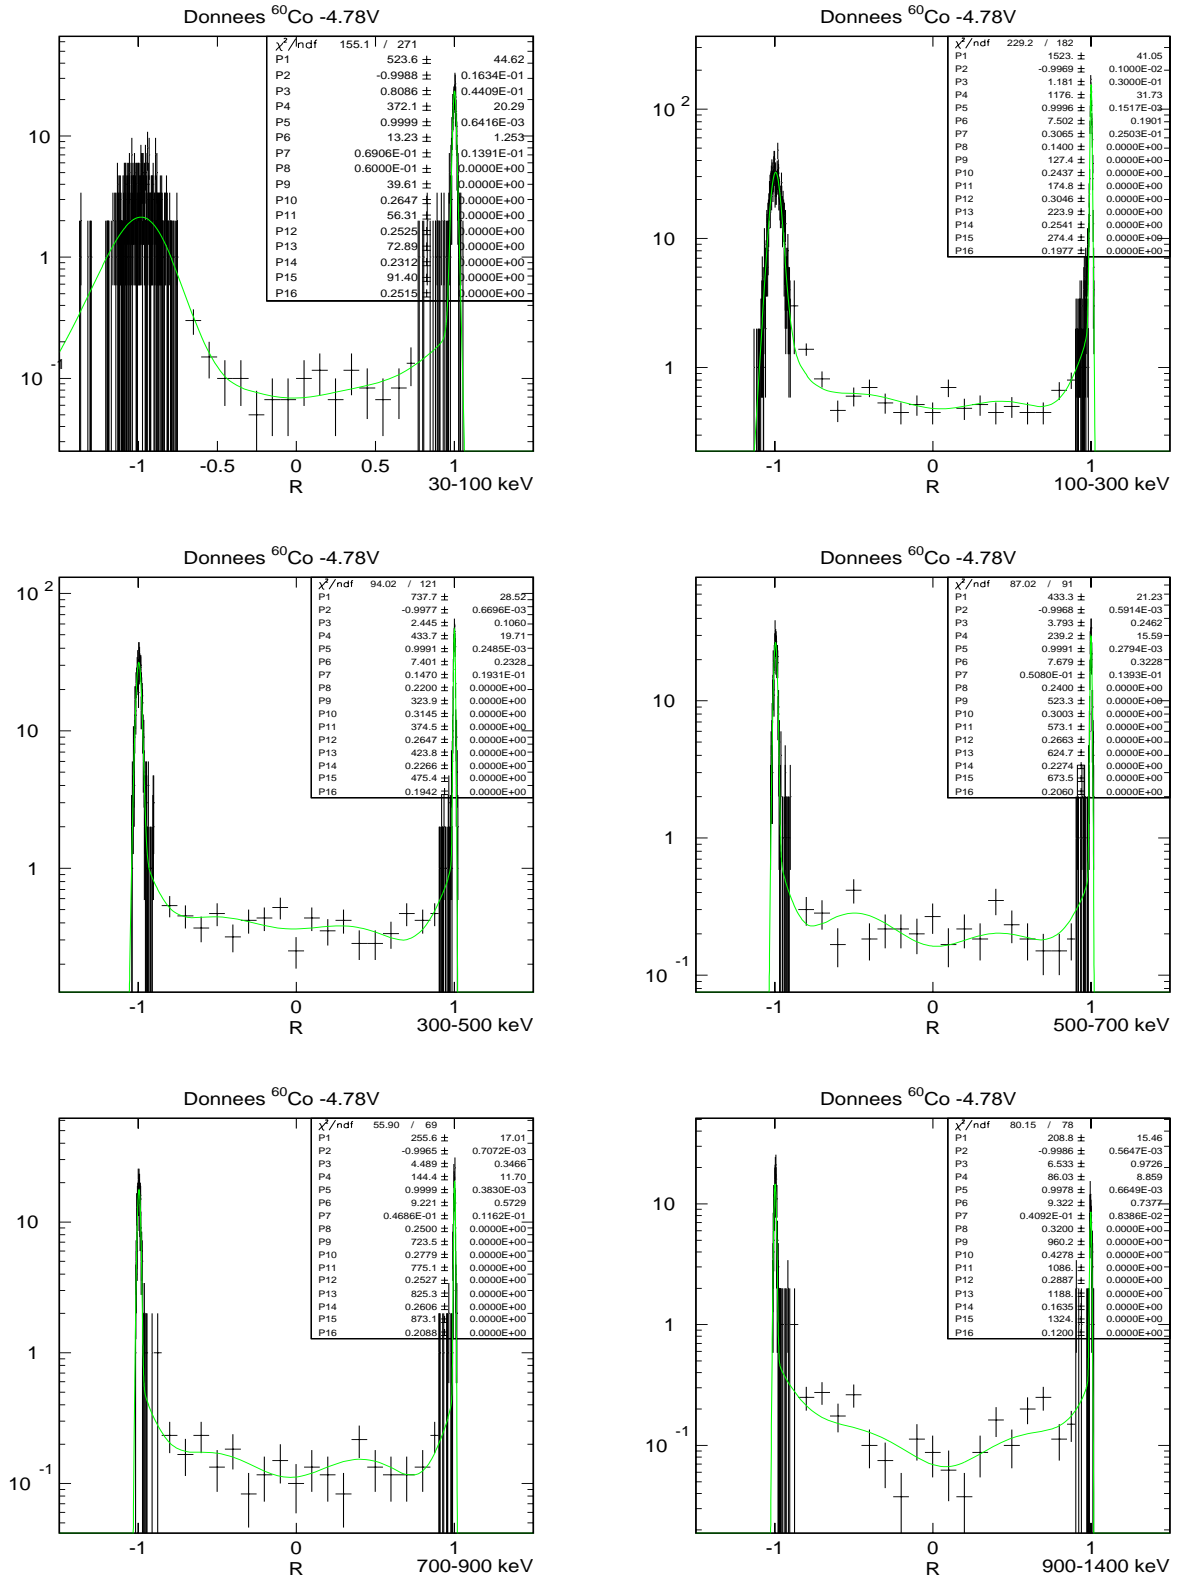 Donnees 60Co -4.78V
χ²/ndf 155.1 / 271
P1 523.6 ± 44.62
P2 -0.9988 ± 0.1634E-01
P3 0.8086 ± 0.4409E-01
P4 372.1 ± 20.29
P5 0.9999 ± 0.6416E-03
P6 13.23 ± 1.253
P7 0.6906E-01 ± 0.1391E-01
P8 0.6000E-01 ± 0.0000E+00
P9 39.61 ± 0.0000E+00
P10 0.2647 ± 0.0000E+00
P11 56.31 ± 0.0000E+00
P12 0.2525 ± 0.0000E+00
P13 72.89 ± 0.0000E+00
P14 0.2312 ± 0.0000E+00
P15 91.40 ± 0.0000E+00
P16 0.2515 ± 0.0000E+00
10
1
10 -1
-1 -0.5 0 0.5 1
R
30-100 keV
Donnees 60Co -4.78V
χ²/ndf 229.2 / 182
P1 1523. ± 41.05
P2 -0.9969 ± 0.1000E-02
P3 1.181 ± 0.3000E-01
P4 1176. ± 31.73
P5 0.9996 ± 0.1517E-03
P6 7.502 ± 0.1901
P7 0.3065 ± 0.2503E-01
P8 0.1400 ± 0.0000E+00
P9 127.4 ± 0.0000E+00
P10 0.2437 ± 0.0000E+00
P11 174.8 ± 0.0000E+00
P12 0.3046 ± 0.0000E+00
P13 223.9 ± 0.0000E+00
P14 0.2541 ± 0.0000E+00
P15 274.4 ± 0.0000E+00
P16 0.1977 ± 0.0000E+00
10 2
10
1
-1 0 1
R
100-300 keV
Donnees 60Co -4.78V
χ²/ndf 94.02 / 121
P1 737.7 ± 28.52
P2 -0.9977 ± 0.6696E-03
P3 2.445 ± 0.1060
P4 433.7 ± 19.71
P5 0.9991 ± 0.2485E-03
P6 7.401 ± 0.2328
P7 0.1470 ± 0.1931E-01
P8 0.2200 ± 0.0000E+00
P9 323.9 ± 0.0000E+00
P10 0.3145 ± 0.0000E+00
P11 374.5 ± 0.0000E+00
P12 0.2647 ± 0.0000E+00
P13 423.8 ± 0.0000E+00
P14 0.2266 ± 0.0000E+00
P15 475.4 ± 0.0000E+00
P16 0.1942 ± 0.0000E+00
10 2
10
1
-1 0 1
R
300-500 keV
Donnees 60Co -4.78V
χ²/ndf 87.02 / 91
P1 433.3 ± 21.23
P2 -0.9968 ± 0.5914E-03
P3 3.793 ± 0.2462
P4 239.2 ± 15.59
P5 0.9991 ± 0.2794E-03
P6 7.679 ± 0.3228
P7 0.5080E-01 ± 0.1393E-01
P8 0.2400 ± 0.0000E+00
P9 523.3 ± 0.0000E+00
P10 0.3003 ± 0.0000E+00
P11 573.1 ± 0.0000E+00
P12 0.2663 ± 0.0000E+00
P13 624.7 ± 0.0000E+00
P14 0.2274 ± 0.0000E+00
P15 673.5 ± 0.0000E+00
P16 0.2060 ± 0.0000E+00
10
1
10 -1
-1 0 1
R
500-700 keV
Donnees 60Co -4.78V
χ²/ndf 55.90 / 69
P1 255.6 ± 17.01
P2 -0.9965 ± 0.7072E-03
P3 4.489 ± 0.3466
P4 144.4 ± 11.70
P5 0.9999 ± 0.3830E-03
P6 9.221 ± 0.5729
P7 0.4686E-01 ± 0.1162E-01
P8 0.2500 ± 0.0000E+00
P9 723.5 ± 0.0000E+00
P10 0.2779 ± 0.0000E+00
P11 775.1 ± 0.0000E+00
P12 0.2527 ± 0.0000E+00
P13 825.3 ± 0.0000E+00
P14 0.2606 ± 0.0000E+00
P15 873.1 ± 0.0000E+00
P16 0.2088 ± 0.0000E+00
10
1
10 -1
-1 0 1
R
700-900 keV
Donnees 60Co -4.78V
χ²/ndf 80.15 / 78
P1 208.8 ± 15.46
P2 -0.9986 ± 0.5647E-03
P3 6.533 ± 0.9726
P4 86.03 ± 8.859
P5 0.9978 ± 0.6649E-03
P6 9.322 ± 0.7377
P7 0.4092E-01 ± 0.8386E-02
P8 0.3200 ± 0.0000E+00
P9 960.2 ± 0.0000E+00
P10 0.4278 ± 0.0000E+00
P11 1086. ± 0.0000E+00
P12 0.2887 ± 0.0000E+00
P13 1188. ± 0.0000E+00
P14 0.1635 ± 0.0000E+00
P15 1324. ± 0.0000E+00
P16 0.1200 ± 0.0000E+00
10
1
10 -1
-1 0 1
R
900-1400 keV